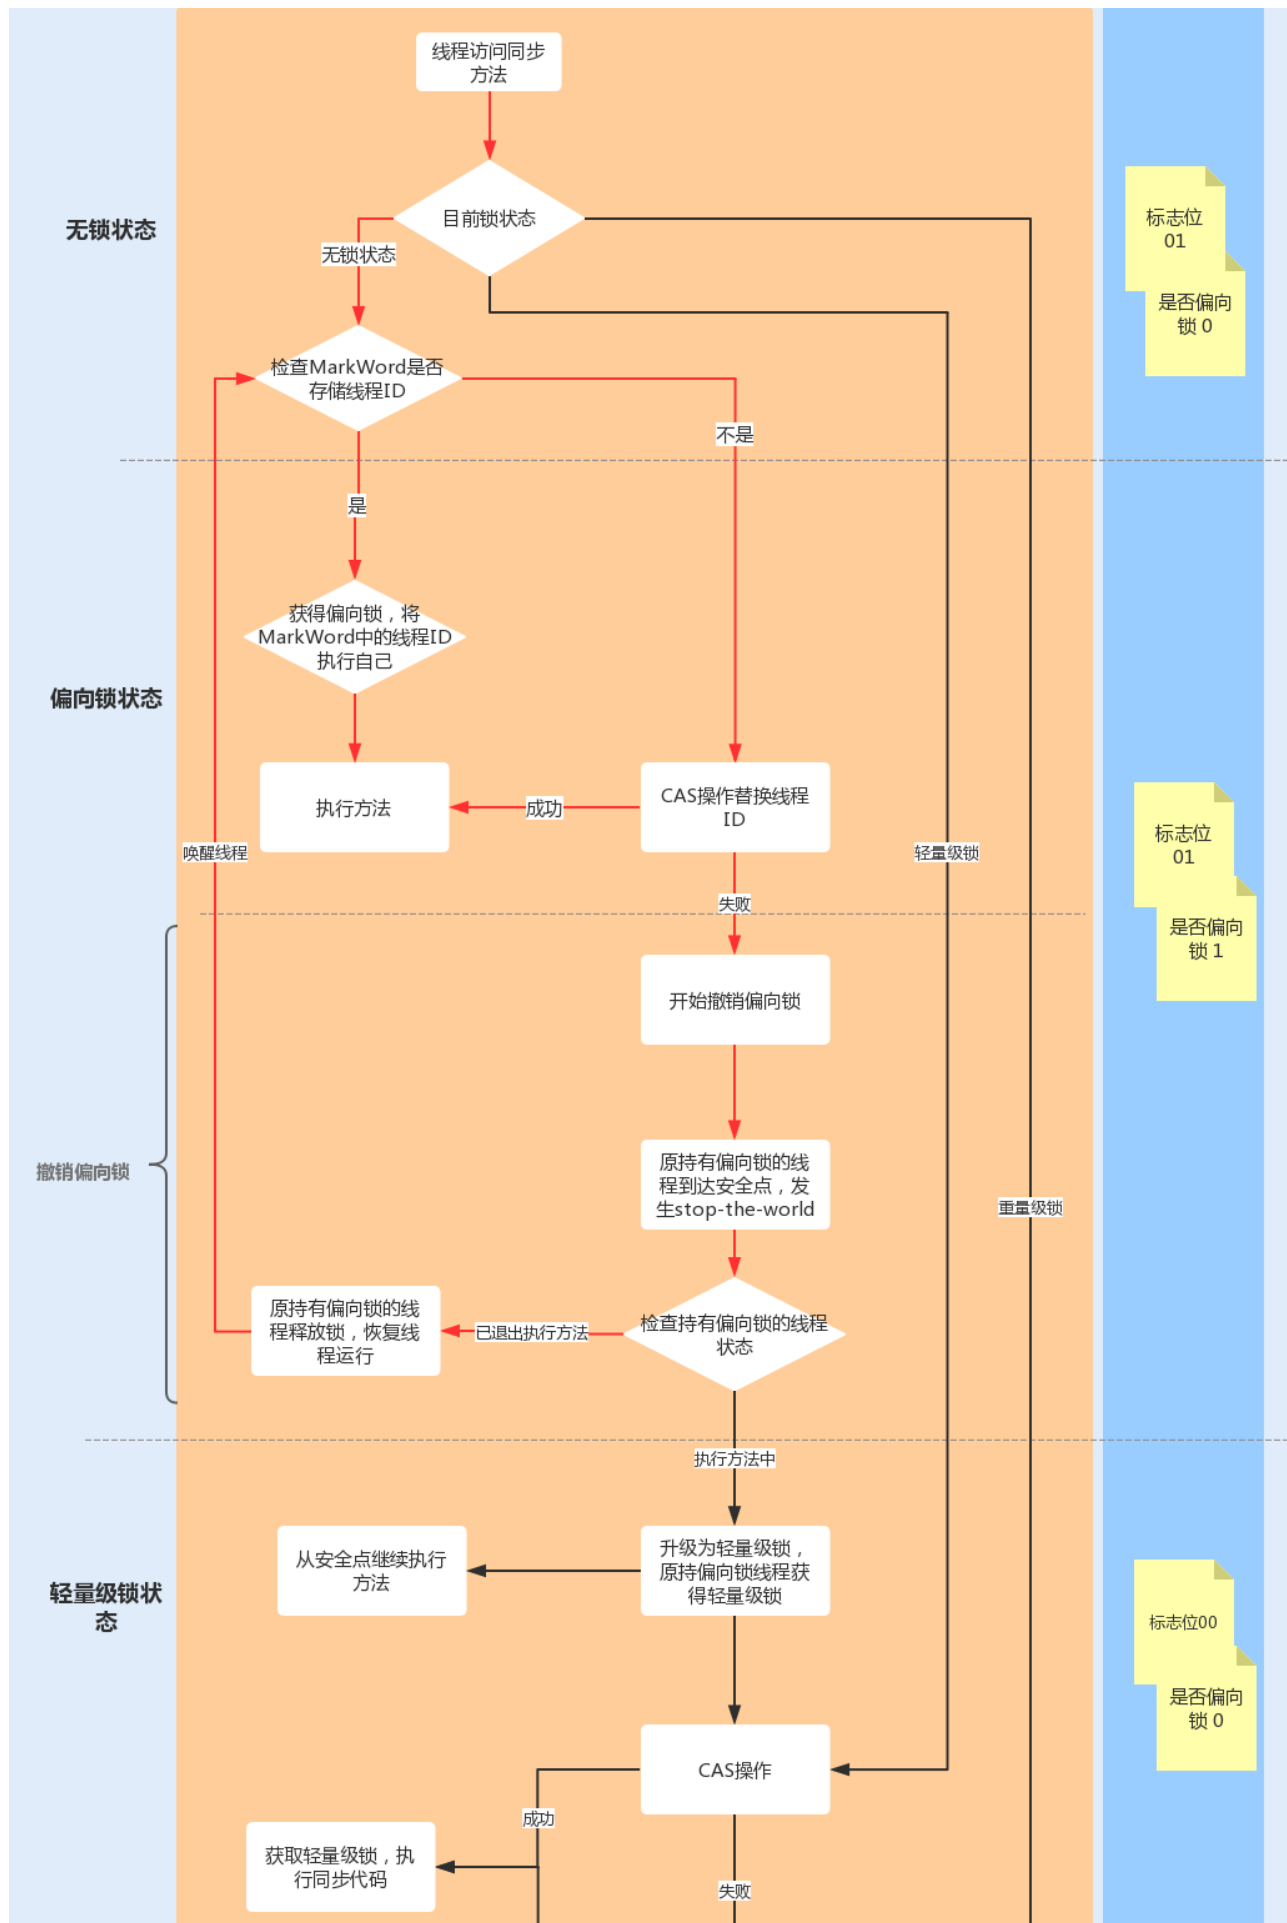 线程访问同步
方法
目前锁状态
无锁状态
标志位
01
是否偏向
锁 0
无锁状态
检查MarkWord是否
存储线程ID
不是
是
获得偏向锁，将
MarkWord中的线程ID
执行自己
偏向锁状态
执行方法
成功
CAS操作替换线程
ID
唤醒线程
轻量级锁
标志位
01
是否偏向
锁 1
失败
开始撤销偏向锁
撤销偏向锁
原持有偏向锁的线
程到达安全点，发
生stop-the-world
重量级锁
原持有偏向锁的线
程释放锁，恢复线
程运行
已退出执行方法
检查持有偏向锁的线程
状态
执行方法中
轻量级锁状
态
从安全点继续执行
方法
升级为轻量级锁，
原持偏向锁线程获
得轻量级锁
标志位00
是否偏向
锁 0
CAS操作
成功
获取轻量级锁，执
行同步代码
失败